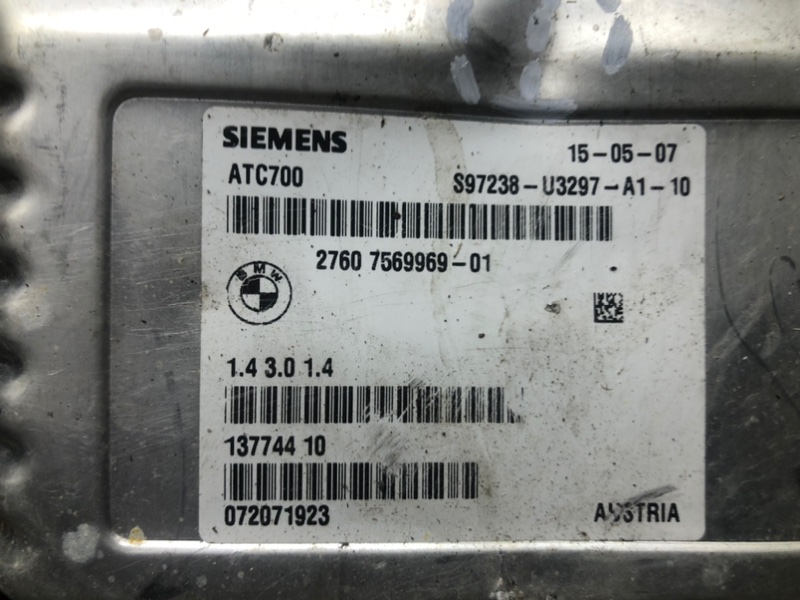 SIEMENS
15-05-07
ATC700
S97238-U3297-A1-10
2760 7569969-01
BMW
1.4 3.0 1.4
137744 10
072071923
AUSTRIA